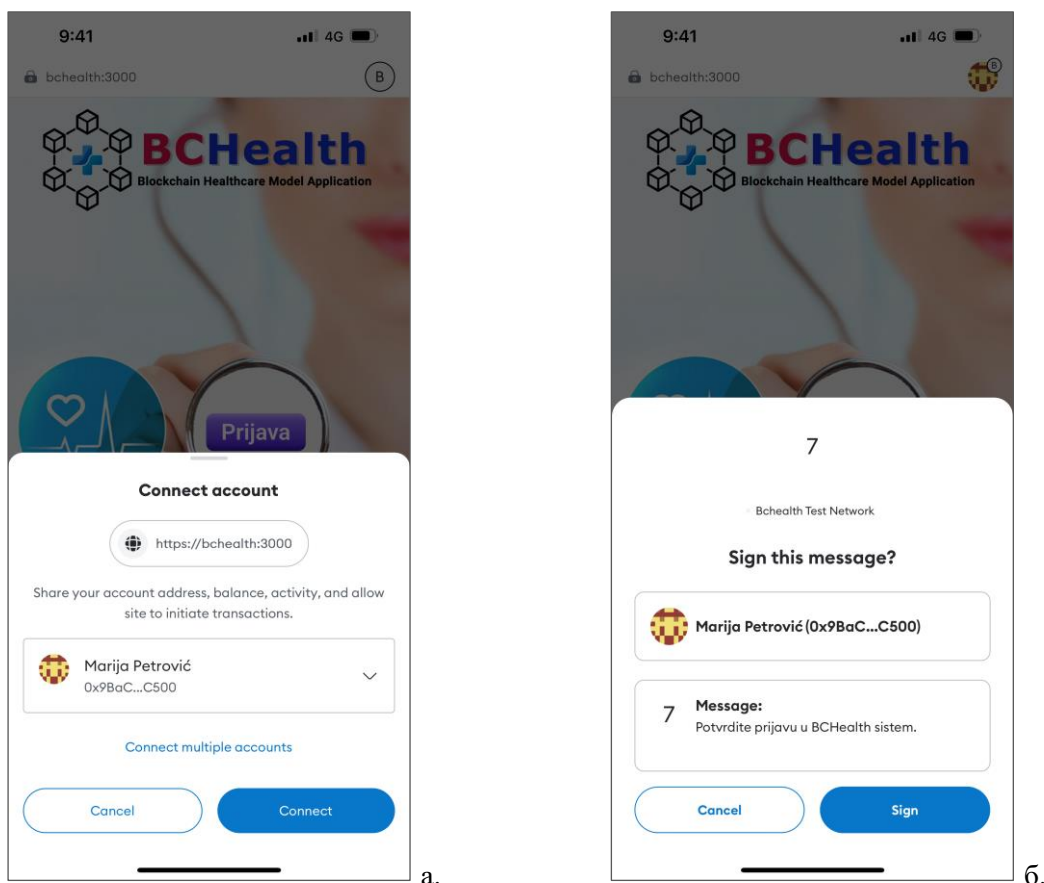 9:41
4G
bchealth:3000
B
BCHealth
Blockchain Healthcare Model Application
Prijava
Connect account
https://bchealth:3000
Share your account address, balance, activity, and allow
site to initiate transactions.
Marija Petrović
0x9BaC...C500
Connect multiple accounts
Cancel
Connect
а.
9:41
4G
bchealth:3000
B
BCHealth
Blockchain Healthcare Model Application
7
Bchealth Test Network
Sign this message?
Marija Petrović (0x9BaC...C500)
7
Message:
Potvrdite prijavu u BCHealth sistem.
Cancel
Sign
б.